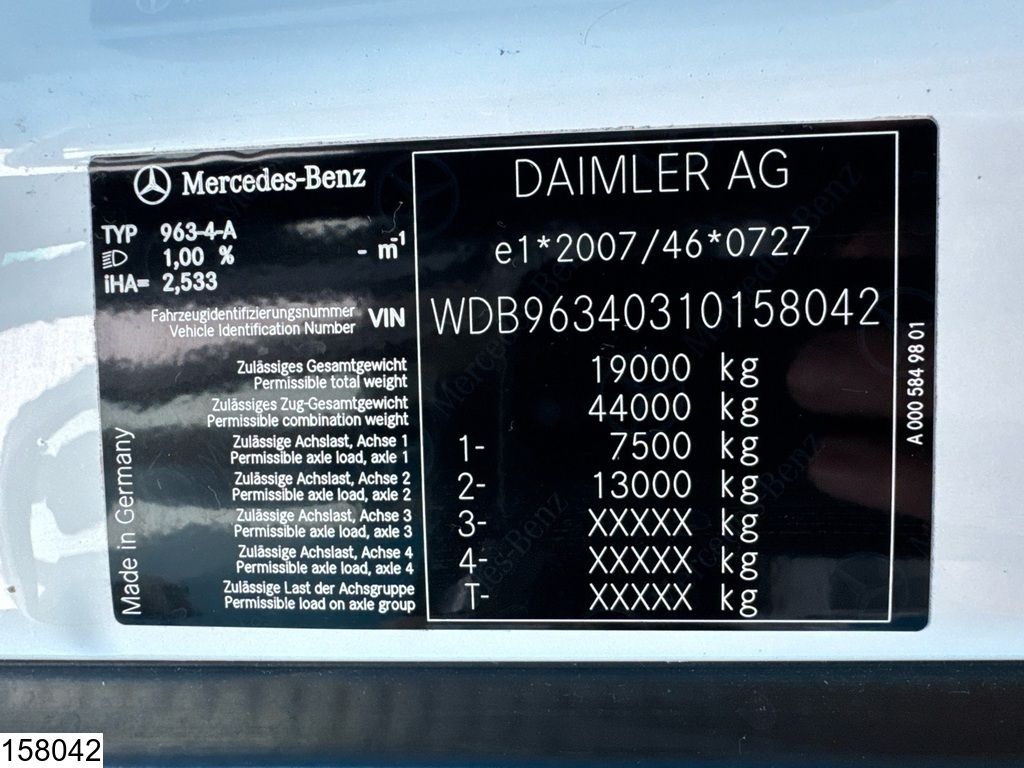 Mercedes-Benz
TYP 963-4-A
1,00 % - m-1
iHA= 2,533
DAIMLER AG
e1*2007/46*0727
Fahrzeugidentifizierungsnummer
Vehicle Identification Number VIN WDB96340310158042
Zulässiges Gesamtgewicht
Permissible total weight 19000 kg
Zulässiges Zug-Gesamtgewicht
Permissible combination weight 44000 kg
Zulässige Achslast, Achse 1
Permissible axle load, axle 1 1- 7500 kg
Zulässige Achslast, Achse 2
Permissible axle load, axle 2 2- 13000 kg
Zulässige Achslast, Achse 3
Permissible axle load, axle 3 3- XXXXX kg
Zulässige Achslast, Achse 4
Permissible axle load, axle 4 4- XXXXX kg
Zulässige Last der Achsgruppe
Permissible load on axle group T- XXXXX kg
Made in Germany
A 000 584 98 01
158042